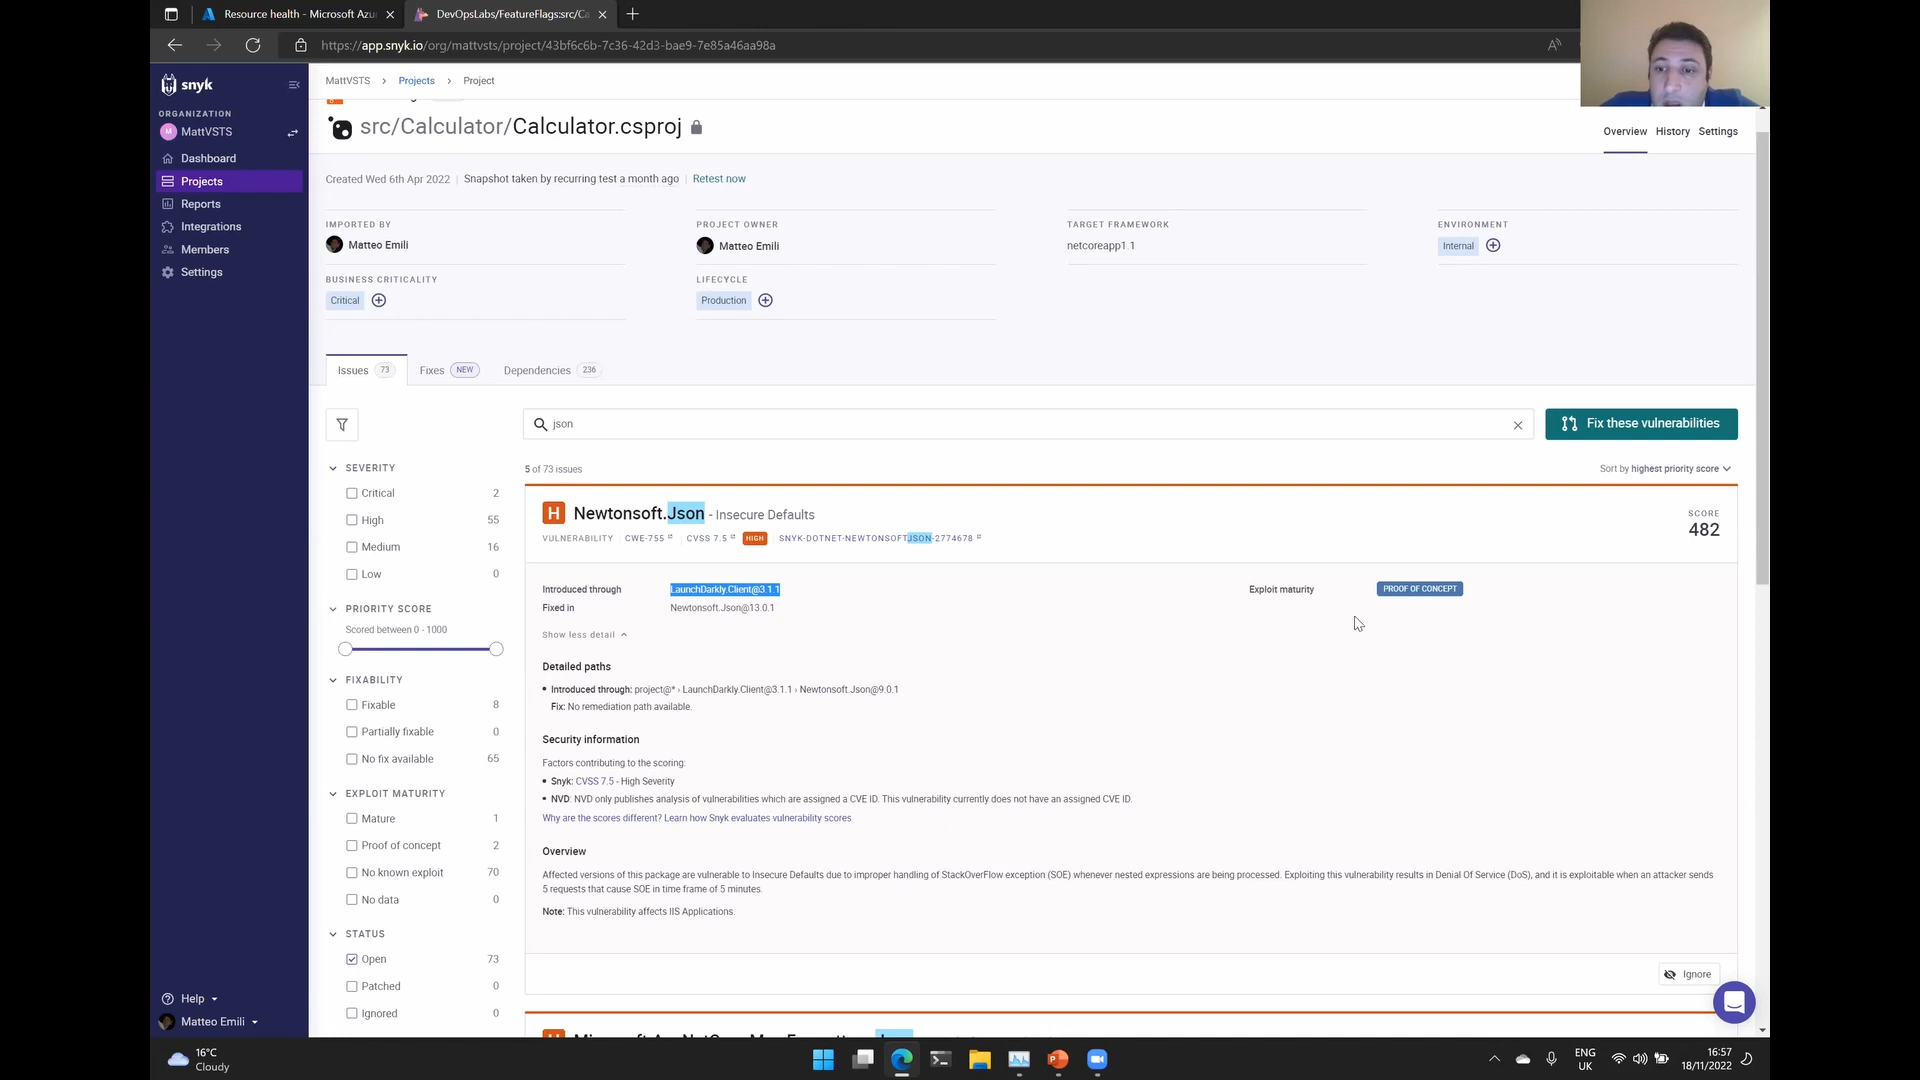 Resource health - Microsoft Azu
DevOpsLabs/FeatureFlags:src/Ca
https://app.snyk.io/org/mattvsts/project/43bf6c6b-7c36-42d3-bae9-7e85a46aa98a
snyk
ORGANIZATION
M MattVSTS
Dashboard
Projects
Reports
Integrations
Members
Settings
Help
Matteo Emili
MattVSTS > Projects > Project
src/Calculator/Calculator.csproj
Overview History Settings
Created Wed 6th Apr 2022 | Snapshot taken by recurring test a month ago | Retest now
IMPORTED BY
Matteo Emili
PROJECT OWNER
Matteo Emili
TARGET FRAMEWORK
netcoreapp1.1
ENVIRONMENT
Internal
BUSINESS CRITICALITY
Critical
LIFECYCLE
Production
Issues 73 Fixes NEW Dependencies 236
json
Fix these vulnerabilities
5 of 73 issues
Sort by highest priority score
SEVERITY
Critical 2
High 55
Medium 16
Low 0
PRIORITY SCORE
Scored between 0 - 1000
FIXABILITY
Fixable 8
Partially fixable 0
No fix available 65
EXPLOIT MATURITY
Mature 1
Proof of concept 2
No known exploit 70
No data 0
STATUS
Open 73
Patched 0
Ignored 0
H Newtonsoft.Json - Insecure Defaults
SCORE
482
VULNERABILITY | CWE-755 | CVSS 7.5 HIGH | SNYK-DOTNET-NEWTONSOFTJSON-2774678
Introduced through LaunchDarkly.Client@3.1.1
Exploit maturity PROOF OF CONCEPT
Fixed in Newtonsoft.Json@13.0.1
Show less detail
Detailed paths
• Introduced through: project@* › LaunchDarkly.Client@3.1.1 › Newtonsoft.Json@9.0.1
Fix: No remediation path available.
Security information
Factors contributing to the scoring:
• Snyk: CVSS 7.5 - High Severity
• NVD: NVD only publishes analysis of vulnerabilities which are assigned a CVE ID. This vulnerability currently does not have an assigned CVE ID.
Why are the scores different? Learn how Snyk evaluates vulnerability scores
Overview
Affected versions of this package are vulnerable to Insecure Defaults due to improper handling of StackOverFlow exception (SOE) whenever nested expressions are being processed. Exploiting this vulnerability results in Denial Of Service (DoS), and it is exploitable when an attacker sends
5 requests that cause SOE in time frame of 5 minutes.
Note: This vulnerability affects IIS Applications.
Ignore
16°C
Cloudy
ENG
UK
16:57
18/11/2022